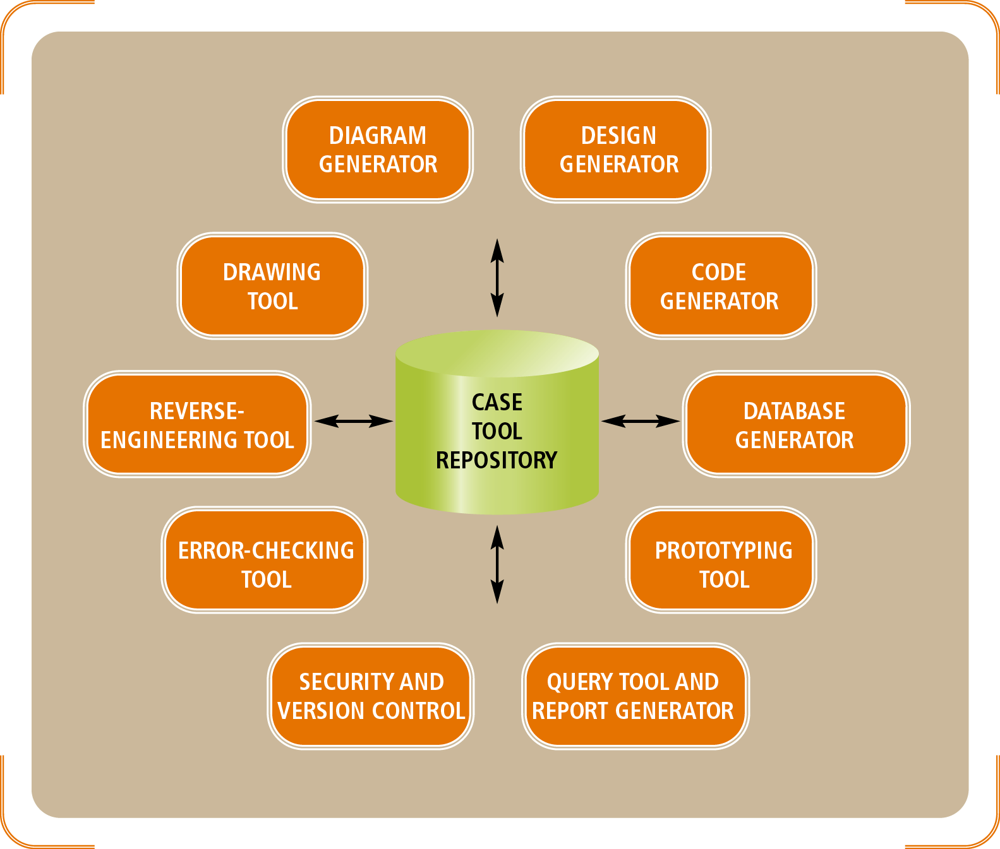 DIAGRAM
GENERATOR
DESIGN
GENERATOR
DRAWING
TOOL
CODE
GENERATOR
REVERSE-
ENGINEERING TOOL
CASE
TOOL
REPOSITORY
DATABASE
GENERATOR
ERROR-CHECKING
TOOL
PROTOTYPING
TOOL
SECURITY AND
VERSION CONTROL
QUERY TOOL AND
REPORT GENERATOR